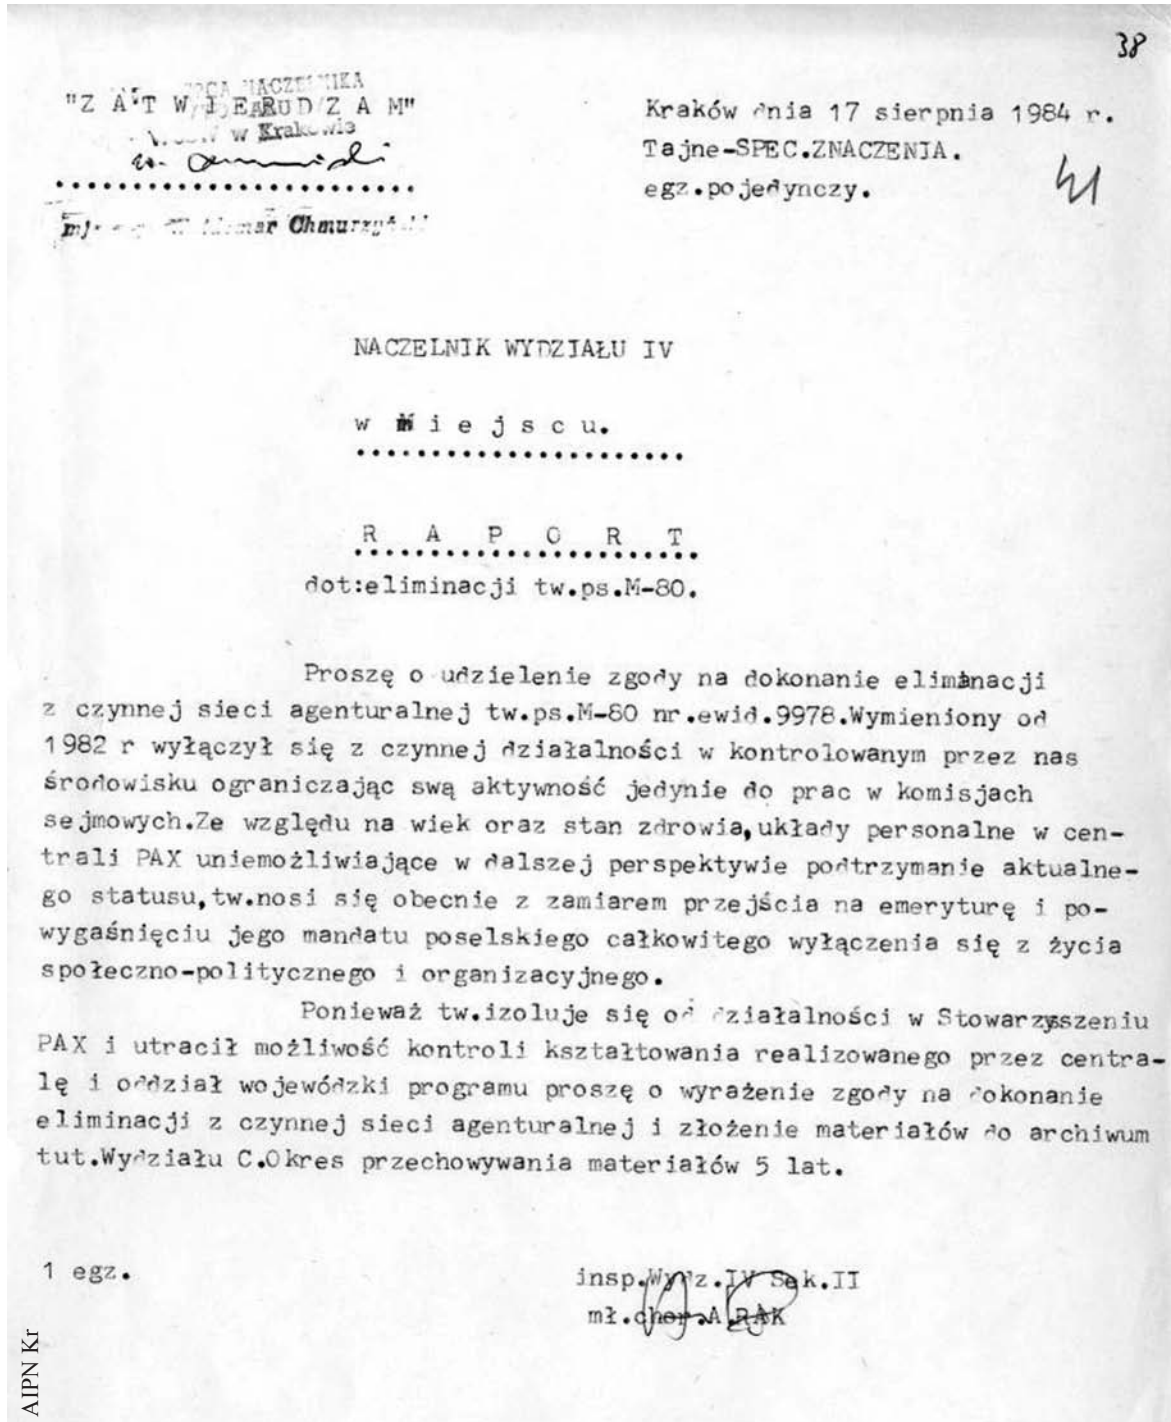 38
NACZELNIKA
"Z A T W I E R D Z A M"
w Krakowie
Chmurzyński
Kraków dnia 17 sierpnia 1984 r.
Tajne-SPEC.ZNACZENIA.
egz.pojedynczy.
41
NACZELNIK WYDZIAŁU IV
w m i e j s c u.
R A P O R T
dot:eliminacji tw.ps.M-80.
Proszę o udzielenie zgody na dokonanie eliminacji
z czynnej sieci agenturalnej tw.ps.M-80 nr.ewid.9978.Wymieniony od
1982 r wyłączył się z czynnej działalności w kontrolowanym przez nas
środowisku ograniczając swą aktywność jedynie do prac w komisjach
sejmowych.Ze względu na wiek oraz stan zdrowia,układy personalne w cen-
trali PAX uniemożliwiające w dalszej perspektywie podtrzymanie aktualne-
go statusu,tw.nosi się obecnie z zamiarem przejścia na emeryturę i po-
wygaśnięciu jego mandatu poselskiego całkowitego wyłączenia się z życia
społeczno-politycznego i organizacyjnego.
Ponieważ tw.izoluje się od działalności w Stowarzyszeniu
PAX i utracił możliwość kontroli kształtowania realizowanego przez centra-
lę i oddział wojewódzki programu proszę o wyrażenie zgody na dokonanie
eliminacji z czynnej sieci agenturalnej i złożenie materiałów do archiwum
tut.Wydziału C.Okres przechowywania materiałów 5 lat.
1 egz.
insp.Wydz.IV Sek.II
mł.chor.A.RAK
AIPN Kr